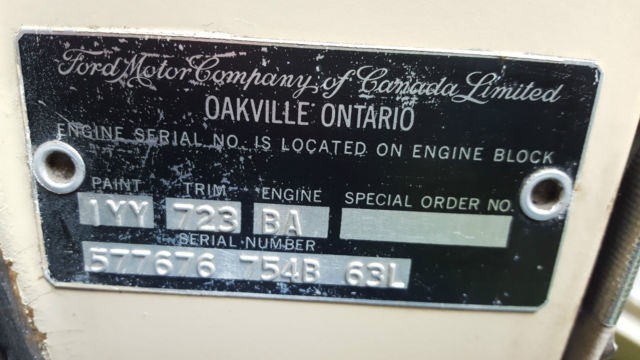 Ford Motor Company of Canada Limited
OAKVILLE ONTARIO
ENGINE SERIAL NO. IS LOCATED ON ENGINE BLOCK
PAINT TRIM ENGINE SPECIAL ORDER NO.
1YY 723 BA
SERIAL NUMBER
577676 754B 63L